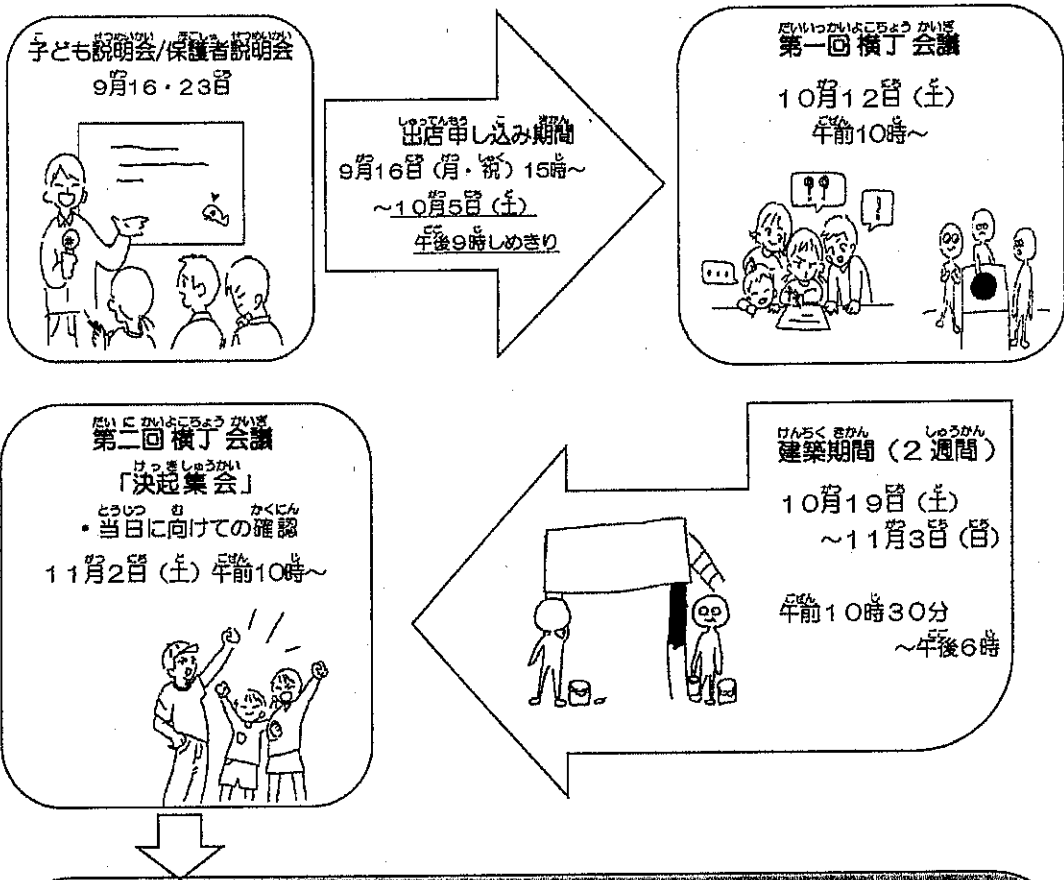 子ども説明会/保護者説明会
9月16・23日
出店申し込み期間
9月16日（月・祝）15時～
～10月5日（土）
午後9時しめきり
第一回横丁会議
10月12日（土）
午前10時～
??
!
...
建築期間（2週間）
10月19日（土）
～11月3日（日）
午前10時30分
～午後6時
第二回横丁会議
「決起集会」
・当日に向けての確認
11月2日（土）午前10時～